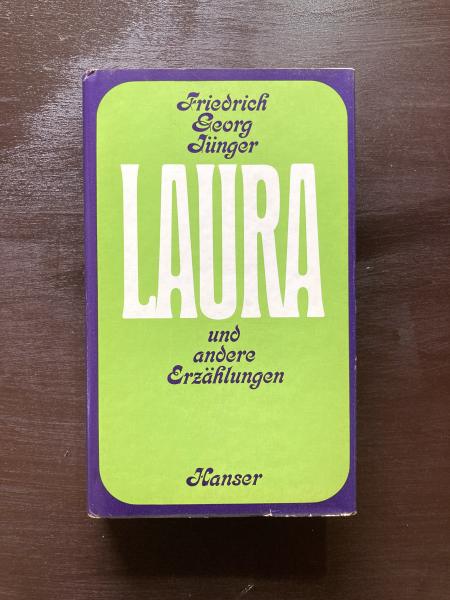 Friedrich
Georg
Jünger
LAURA
und
andere
Erzählungen
Hanser